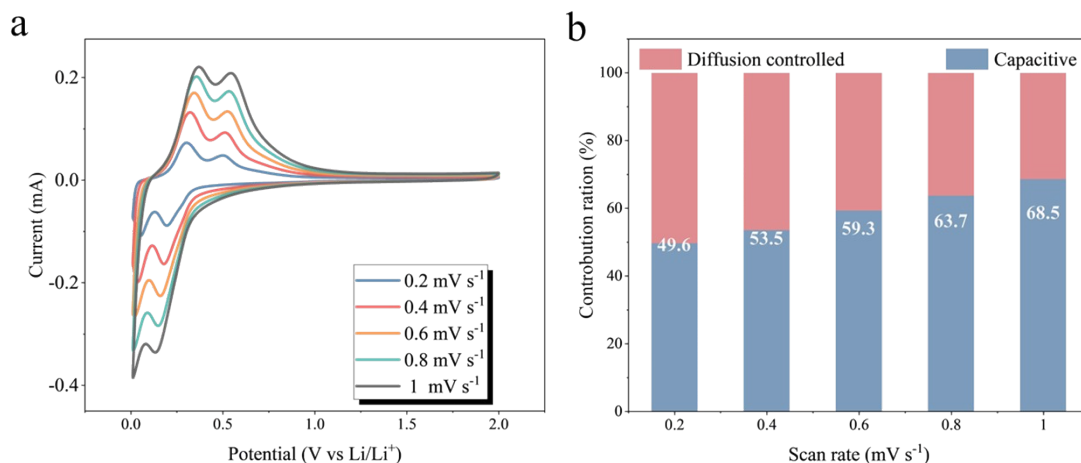 a
0.2
0.0
-0.2
-0.4
Current (mA)
0.0
0.5
1.0
1.5
2.0
Potential (V vs Li/Li⁺)
0.2 mV s⁻¹
0.4 mV s⁻¹
0.6 mV s⁻¹
0.8 mV s⁻¹
1 mV s⁻¹
b
Diffusion controlled
Capacitive
100
80
60
40
20
0
Controbution ration (%)
49.6
53.5
59.3
63.7
68.5
0.2
0.4
0.6
0.8
1
Scan rate (mV s⁻¹)